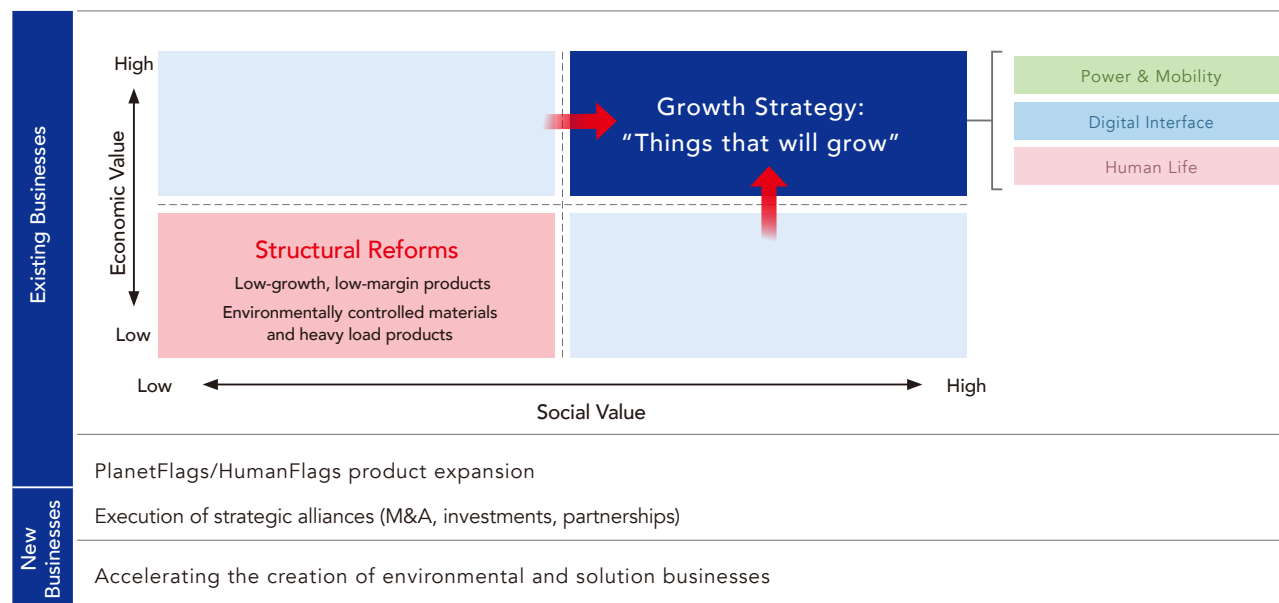 Existing Businesses
High
Economic Value
Low
Growth Strategy:
“Things that will grow”
Power & Mobility
Digital Interface
Human Life
Structural Reforms
Low-growth, low-margin products
Environmentally controlled materials
and heavy load products
Low
High
Social Value
PlanetFlags/HumanFlags product expansion
New
Businesses
Execution of strategic alliances (M&A, investments, partnerships)
Accelerating the creation of environmental and solution businesses